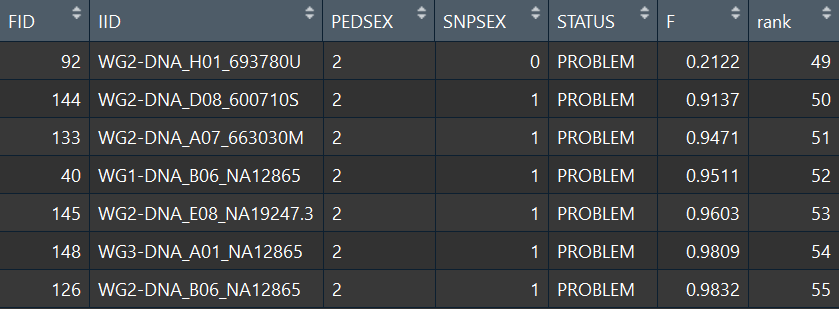 FID IID PEDSEX SNPSEX STATUS F rank
92 WG2-DNA_H01_693780U 2 0 PROBLEM 0.2122 49
144 WG2-DNA_D08_600710S 2 1 PROBLEM 0.9137 50
133 WG2-DNA_A07_663030M 2 1 PROBLEM 0.9471 51
40 WG1-DNA_B06_NA12865 2 1 PROBLEM 0.9511 52
145 WG2-DNA_E08_NA19247.3 2 1 PROBLEM 0.9603 53
148 WG3-DNA_A01_NA12865 2 1 PROBLEM 0.9809 54
126 WG2-DNA_B06_NA12865 2 1 PROBLEM 0.9832 55